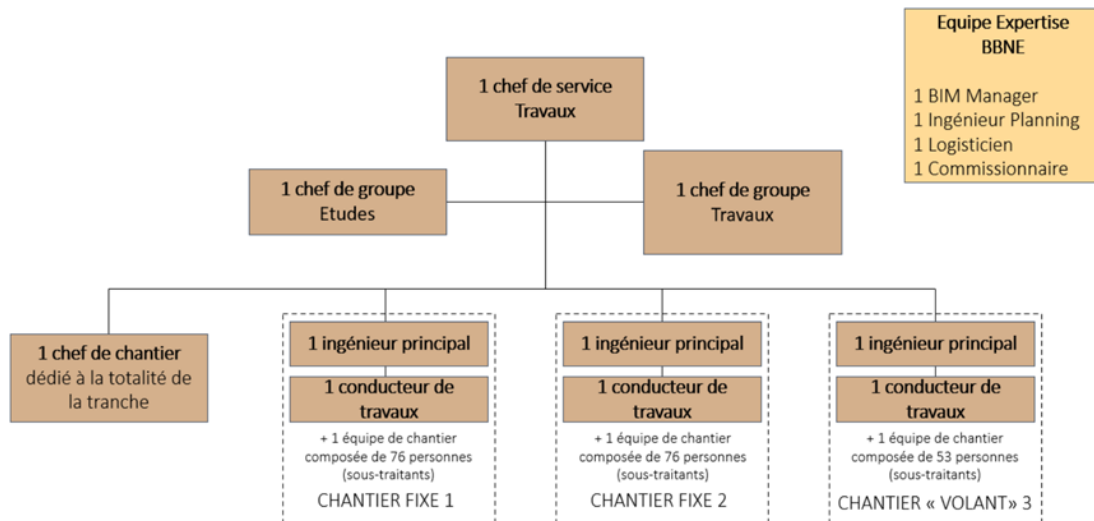 Equipe Expertise
BBNE
1 BIM Manager
1 Ingénieur Planning
1 Logisticien
1 Commissionnaire
1 chef de service
Travaux
1 chef de groupe
Etudes
1 chef de groupe
Travaux
1 chef de chantier
dédié à la totalité de
la tranche
1 ingénieur principal
1 conducteur de
travaux
+ 1 équipe de chantier
composée de 76 personnes
(sous-traitants)
CHANTIER FIXE 1
1 ingénieur principal
1 conducteur de
travaux
+ 1 équipe de chantier
composée de 76 personnes
(sous-traitants)
CHANTIER FIXE 2
1 ingénieur principal
1 conducteur de
travaux
+ 1 équipe de chantier
composée de 53 personnes
(sous-traitants)
CHANTIER « VOLANT» 3